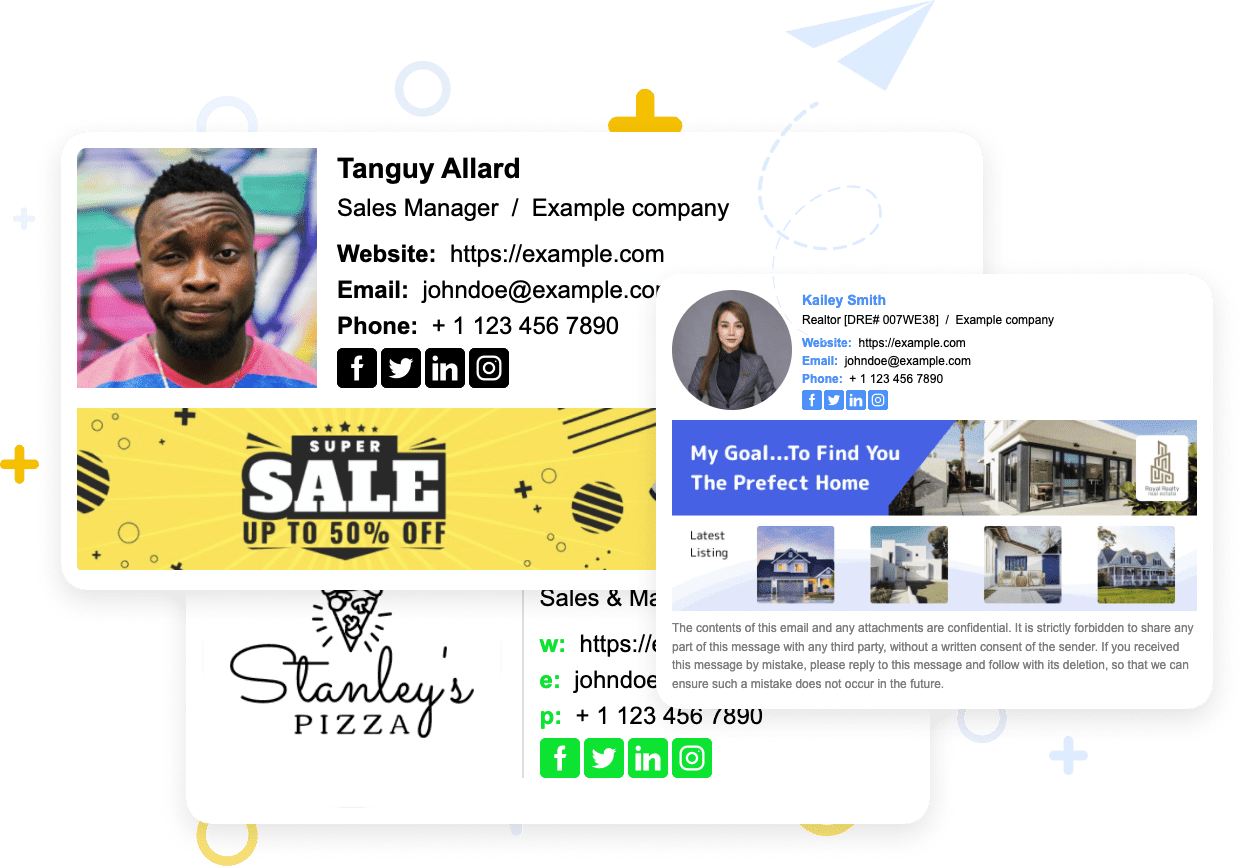 Tanguy Allard
Sales Manager / Example company
Website: https://example.com
Email: johndoe@example.com
Phone: + 1 123 456 7890
SUPER
SALE
UP TO 50% OFF
Kailey Smith
Realtor [DRE# 007WE38] / Example company
Website: https://example.com
Email: johndoe@example.com
Phone: + 1 123 456 7890
My Goal...To Find You
The Prefect Home
Royal Realty
real estate
Latest
Listing
The contents of this email and any attachments are confidential. It is strictly forbidden to share any
part of this message with any third party, without a written consent of the sender. If you received
this message by mistake, please reply to this message and follow with its deletion, so that we can
ensure such a mistake does not occur in the future.
Stanley's
PIZZA
Sales & Ma
w: https://e
e: johndoe
p: + 1 123 456 7890